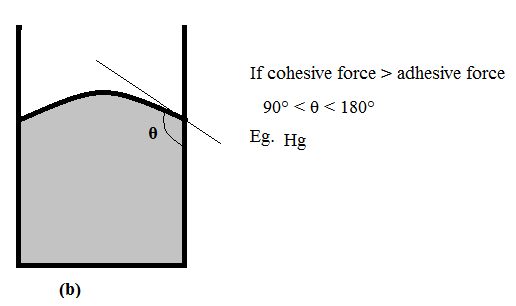 If cohesive force > adhesive force
90° < θ < 180°
θ
Eg. Hg
(b)